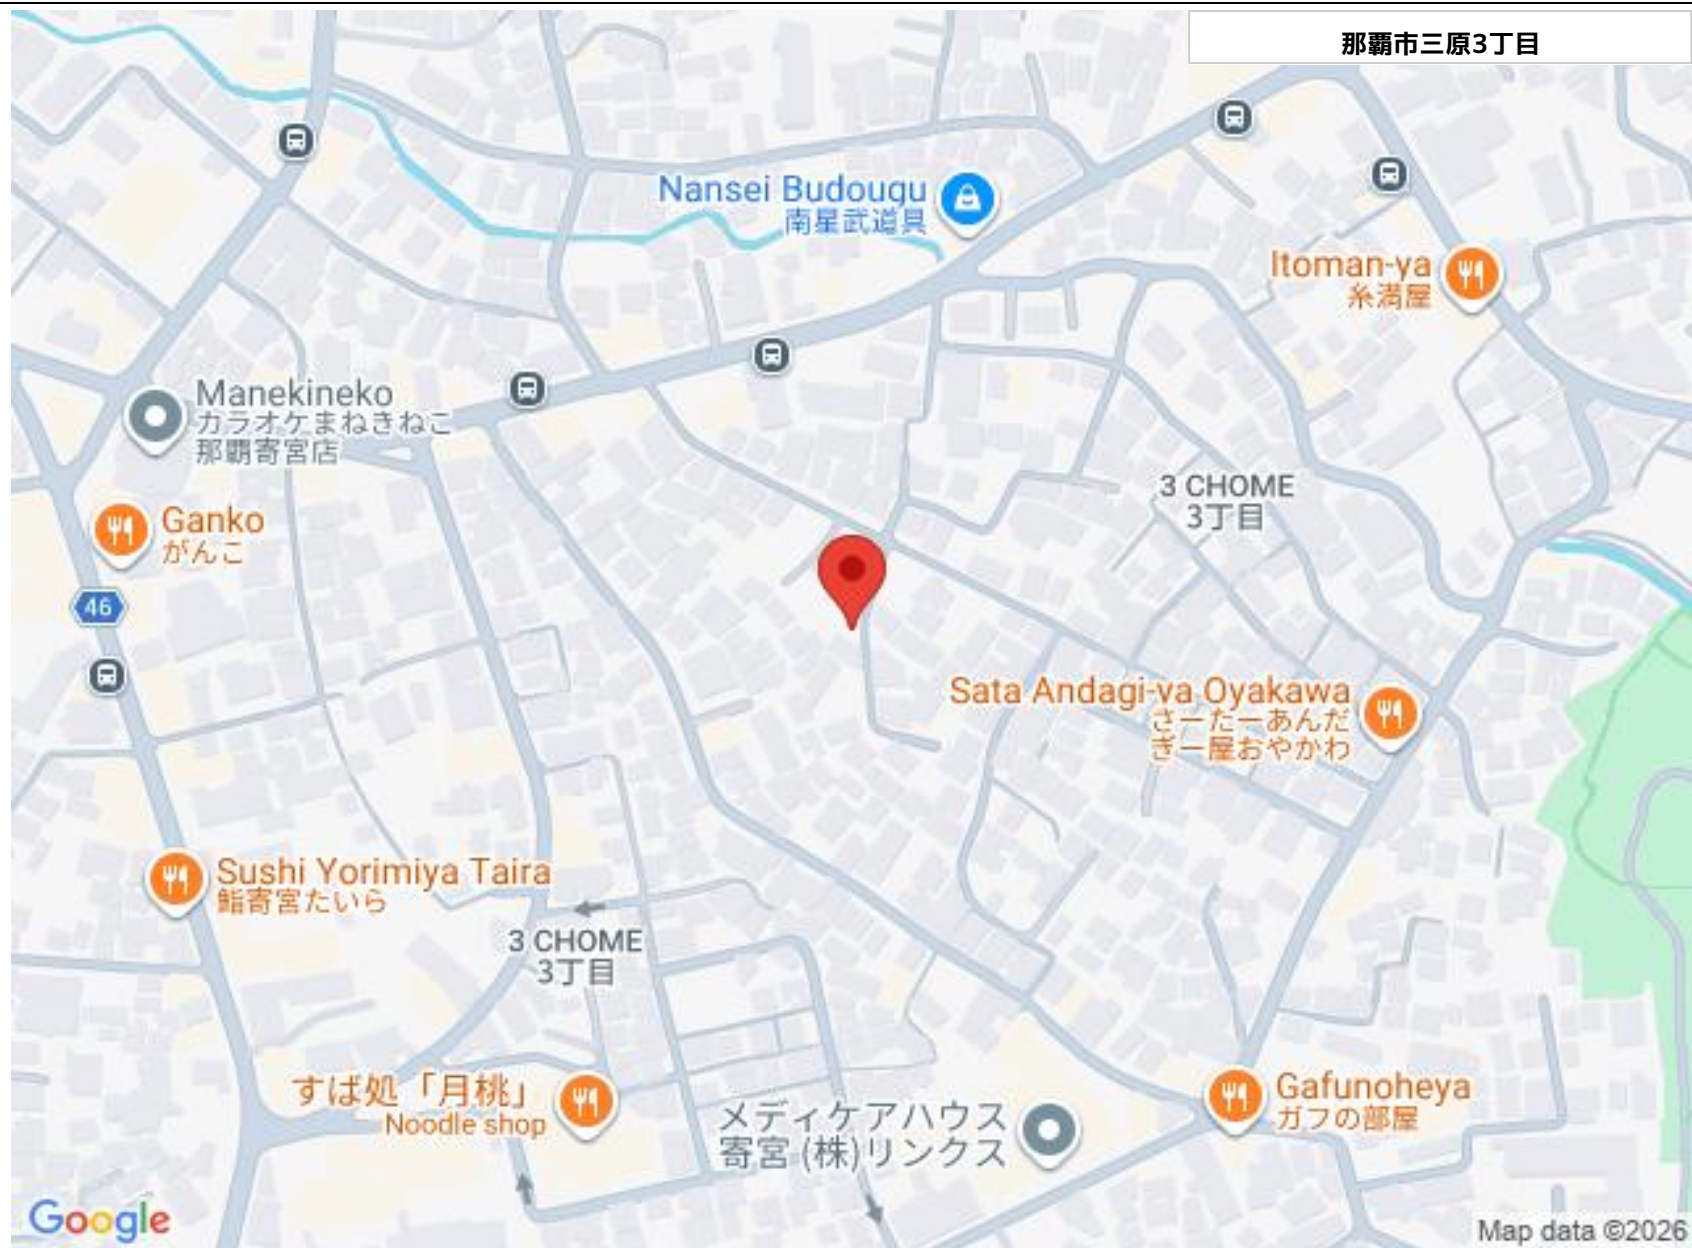 那覇市三原3丁目
Nansei Budougu
南星武道具
Itoman-ya
糸満屋
Manekineko
カラオケまねきねこ
那覇寄宮店
3 CHOME
3丁目
Ganko
がんこ
46
Sata Andagi-ya Oyakawa
さーたーあんだ
ぎー屋おやかわ
Sushi Yorimiya Taira
鮨寄宮たいら
3 CHOME
3丁目
すば処「月桃」
Noodle shop
メディケアハウス
寄宮 (株)リンクス
Gafunoheya
ガフの部屋
Google
Map data ©2026